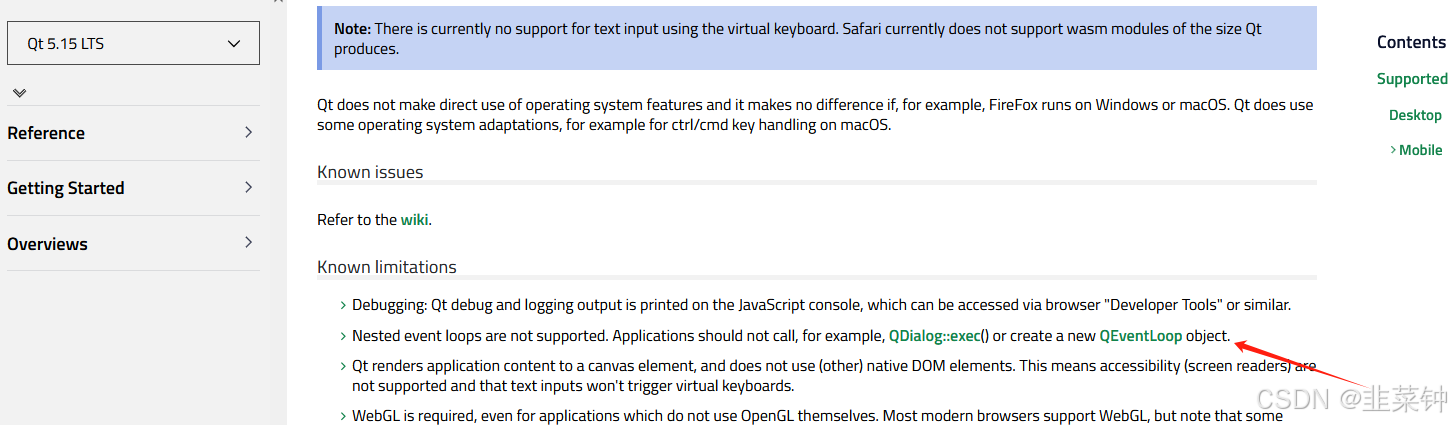 Qt 5.15 LTS
Reference
Getting Started
Overviews
Note: There is currently no support for text input using the virtual keyboard. Safari currently does not support wasm modules of the size Qt
produces.
Qt does not make direct use of operating system features and it makes no difference if, for example, FireFox runs on Windows or macOS. Qt does use
some operating system adaptations, for example for ctrl/cmd key handling on macOS.
Known issues
Refer to the wiki.
Known limitations
Debugging: Qt debug and logging output is printed on the JavaScript console, which can be accessed via browser "Developer Tools" or similar.
Nested event loops are not supported. Applications should not call, for example, QDialog::exec() or create a new QEventLoop object.
Qt renders application content to a canvas element, and does not use (other) native DOM elements. This means accessibility (screen readers) are
not supported and that text inputs won't trigger virtual keyboards.
WebGL is required, even for applications which do not use OpenGL themselves. Most modern browsers support WebGL, but note that some
Contents
Supported
Desktop
Mobile
CSDN @韭菜钟